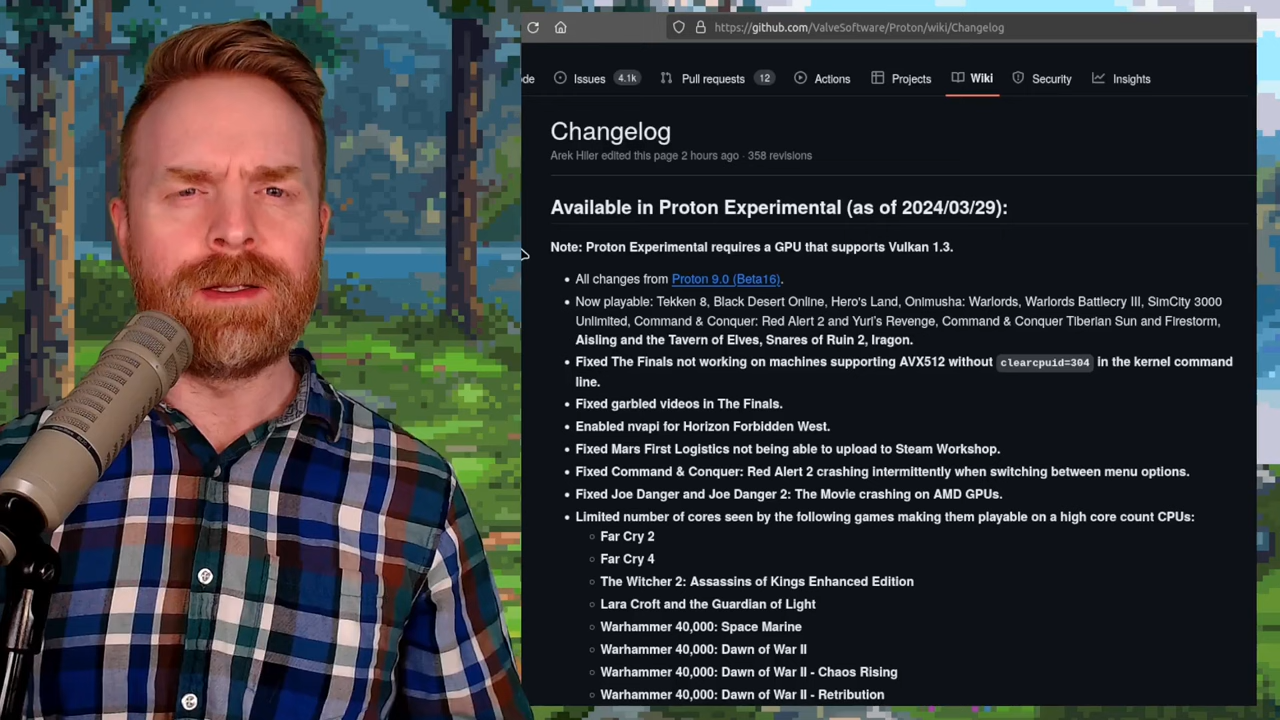 https://github.com/ValveSoftware/Proton/wiki/Changelog
de Issues 4.1k Pull requests 12 Actions Projects Wiki Security Insights
Changelog
Arek Hiler edited this page 2 hours ago · 358 revisions
Available in Proton Experimental (as of 2024/03/29):
Note: Proton Experimental requires a GPU that supports Vulkan 1.3.
• All changes from Proton 9.0 (Beta16).
• Now playable: Tekken 8, Black Desert Online, Hero's Land, Onimusha: Warlords, Warlords Battlecry III, SimCity 3000
Unlimited, Command & Conquer: Red Alert 2 and Yuri's Revenge, Command & Conquer Tiberian Sun and Firestorm,
Aisling and the Tavern of Elves, Snares of Ruin 2, Iragon.
• Fixed The Finals not working on machines supporting AVX512 without clearcpuid=304 in the kernel command
line.
• Fixed garbled videos in The Finals.
• Enabled nvapi for Horizon Forbidden West.
• Fixed Mars First Logistics not being able to upload to Steam Workshop.
• Fixed Command & Conquer: Red Alert 2 crashing intermittently when switching between menu options.
• Fixed Joe Danger and Joe Danger 2: The Movie crashing on AMD GPUs.
• Limited number of cores seen by the following games making them playable on a high core count CPUs:
◦ Far Cry 2
◦ Far Cry 4
◦ The Witcher 2: Assassins of Kings Enhanced Edition
◦ Lara Croft and the Guardian of Light
◦ Warhammer 40,000: Space Marine
◦ Warhammer 40,000: Dawn of War II
◦ Warhammer 40,000: Dawn of War II - Chaos Rising
◦ Warhammer 40,000: Dawn of War II - Retribution